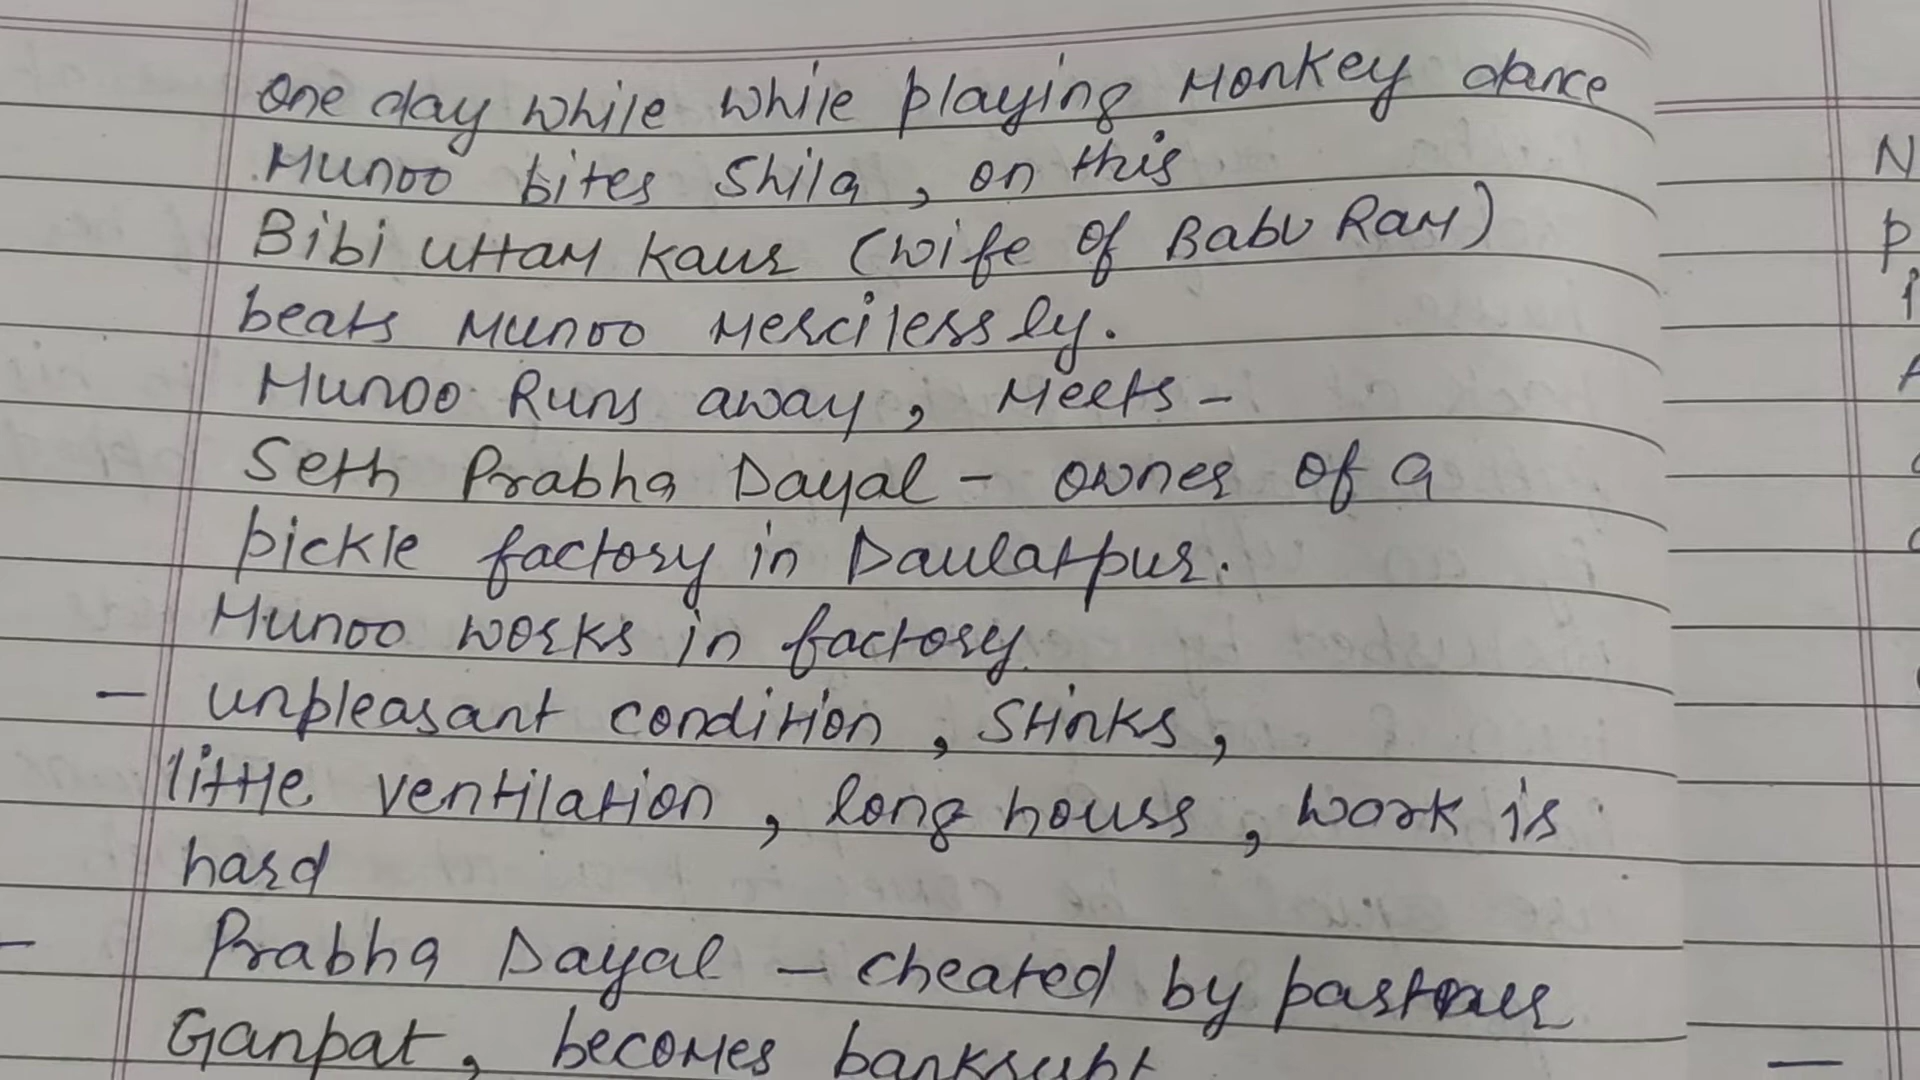 One day while while playing Monkey dance
Munoo bites Shila, on this
Bibi Uttam Kaur (wife of Babu Ram)
beats Munoo Mercilessly.
Munoo Runs away, Meets -
Seth Prabha Dayal - owner of a
pickle factory in Daulatpur.
Munoo works in factory.
- unpleasant condition, Stinks,
little ventilation, long hours, work is
hard
- Prabha Dayal - cheated by partner
Ganpat, becomes bankrupt